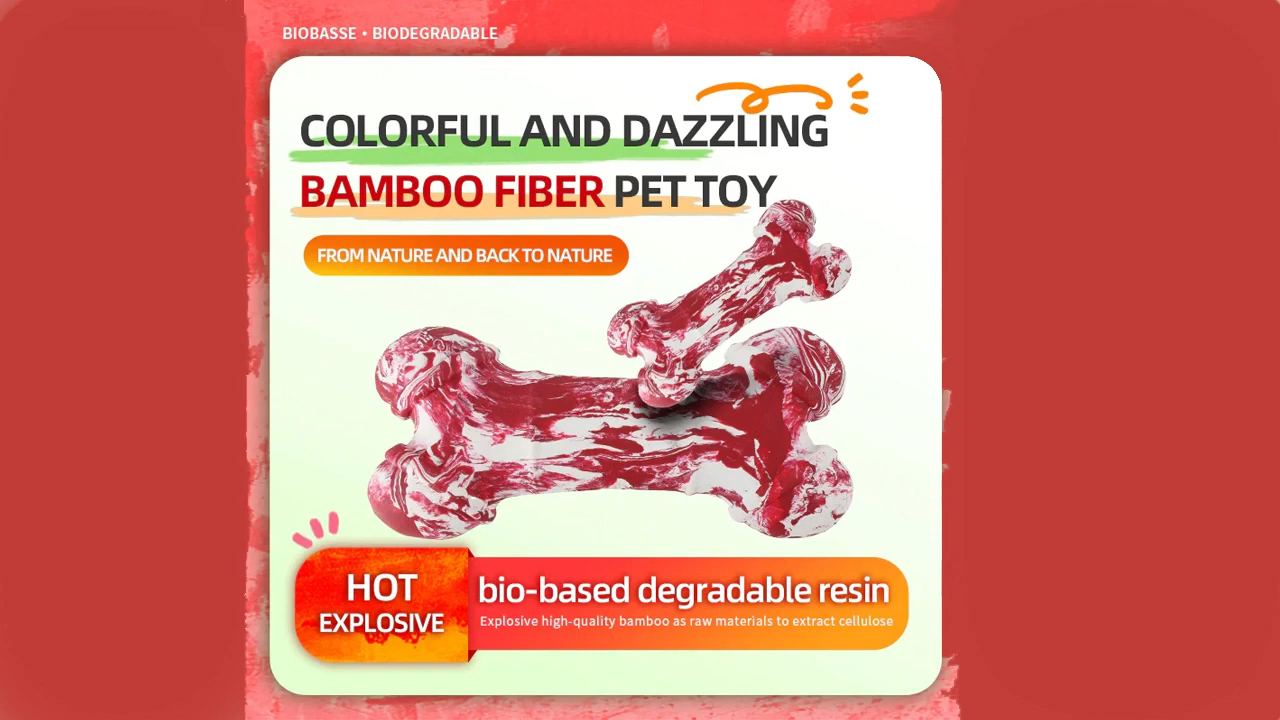 BIOBASSE • BIODEGRADABLE
COLORFUL AND DAZZLING
BAMBOO FIBER PET TOY
FROM NATURE AND BACK TO NATURE
HOT
EXPLOSIVE
bio-based degradable resin
Explosive high-quality bamboo as raw materials to extract cellulose